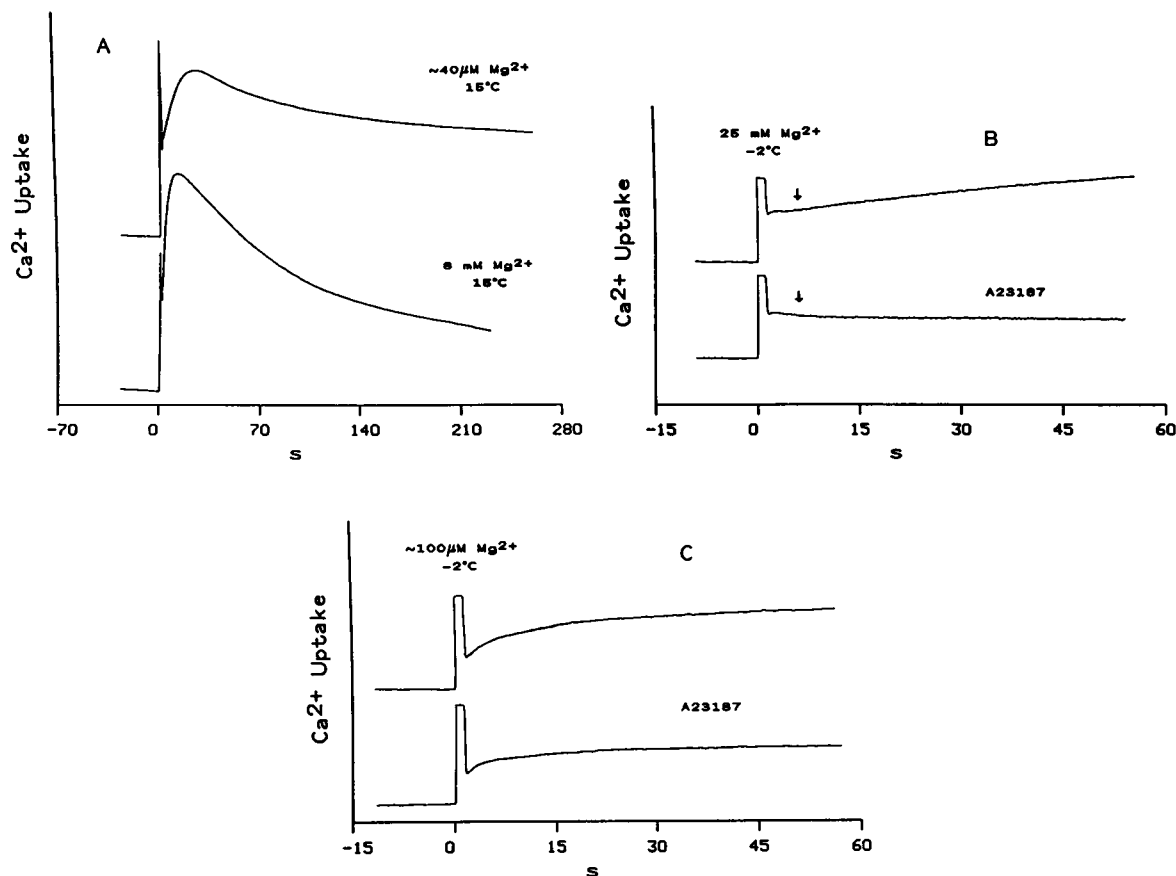 A
~40µM Mg2+
15°C
Ca2+ Uptake
6 mM Mg2+
15°C
-70 0 70 140 210 280
s
25 mM Mg2+
-2°C
B
Ca2+ Uptake
A23187
-15 0 15 30 45 60
s
~100µM Mg2+
-2°C
C
Ca2+ Uptake
A23187
-15 0 15 30 45 60
s